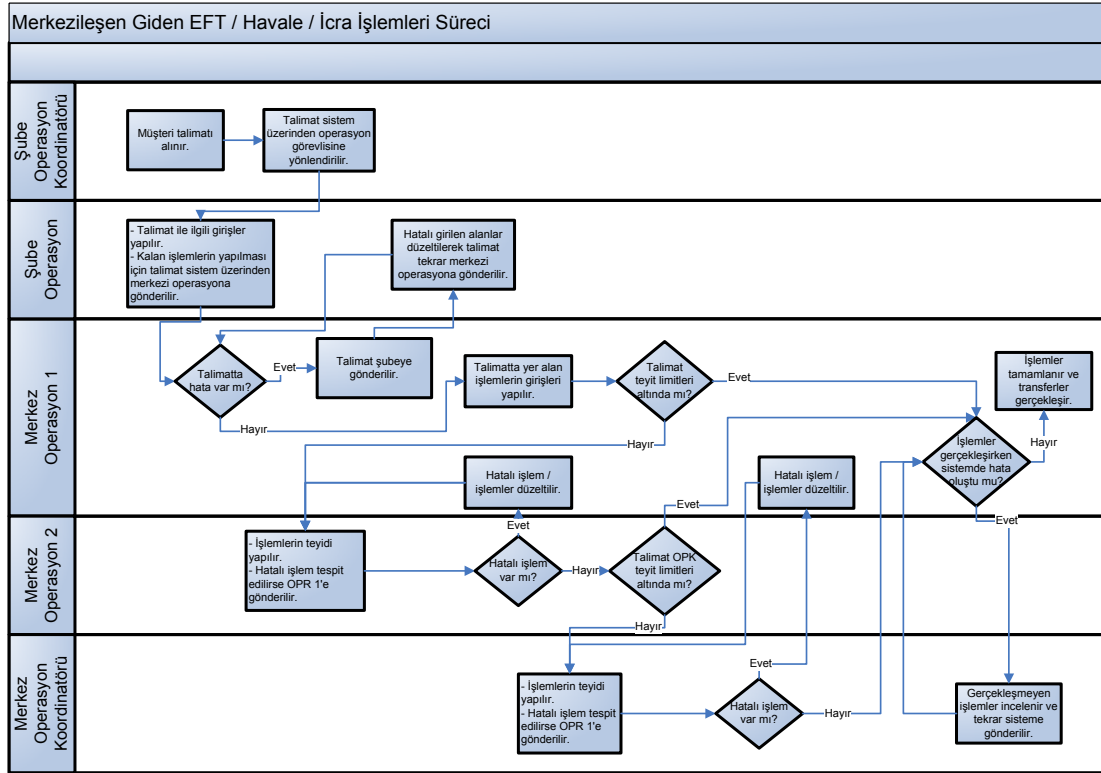 Merkezileşen Giden EFT / Havale / İcra İşlemleri Süreci
Şube
Operasyon
Koordinatörü
Müşteri talimatı
alınır.
Talimat sistem
üzerinden operasyon
görevlisine
yönlendirilir.
Şube
Operasyon
- Talimat ile ilgili girişler
yapılır.
- Kalan işlemlerin yapılması
için talimat sistem üzerinden
merkezi operasyona
gönderilir.
Hatalı girilen alanlar
düzeltilerek talimat
tekrar merkezi
operasyona gönderilir.
Merkez
Operasyon 1
Talimatta
hata var mı?
Evet
Talimat şubeye
gönderilir.
Hayır
Talimatta yer alan
işlemlerin girişleri
yapılır.
Talimat
teyit limitleri
altında mı?
Evet
Hayır
İşlemler
tamamlanır ve
transferler
gerçekleşir.
Hayır
İşlemler
gerçekleşirken
sistemde hata
oluştu mu?
Evet
Hatalı işlem /
işlemler düzeltilir.
Evet
Hatalı işlem /
işlemler düzeltilir.
Merkez
Operasyon 2
- İşlemlerin teyidi
yapılır.
- Hatalı işlem tespit
edilirse OPR 1'e
gönderilir.
Evet
Hatalı işlem
var mı?
Hayır
Talimat OPK
teyit limitleri
altında mı?
Hayır
Merkez
Operasyon
Koordinatörü
- İşlemlerin teyidi
yapılır.
- Hatalı işlem tespit
edilirse OPR 1'e
gönderilir.
Evet
Hatalı işlem
var mı?
Hayır
Gerçekleşmeyen
işlemler incelenir ve
tekrar sisteme
gönderilir.